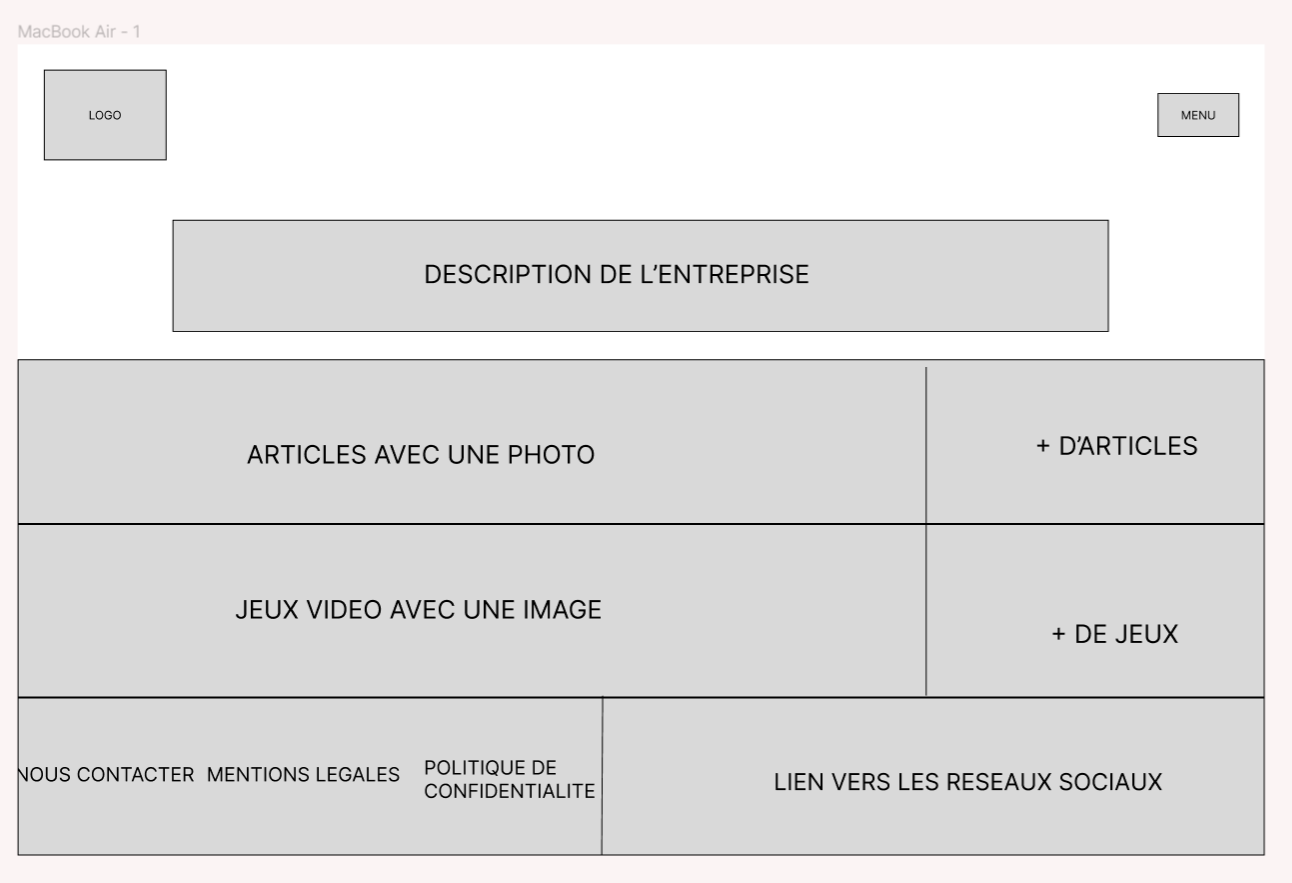 MacBook Air - 1
LOGO
MENU
DESCRIPTION DE L’ENTREPRISE
ARTICLES AVEC UNE PHOTO
+ D’ARTICLES
JEUX VIDEO AVEC UNE IMAGE
+ DE JEUX
NOUS CONTACTER
MENTIONS LEGALES
POLITIQUE DE
CONFIDENTIALITE
LIEN VERS LES RESEAUX SOCIAUX